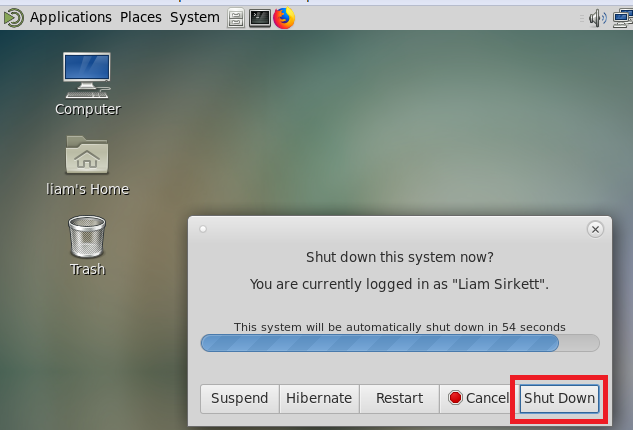 Applications Places System
Computer
liam's Home
Trash
Shut down this system now?
You are currently logged in as "Liam Sirkett".
This system will be automatically shut down in 54 seconds
Suspend Hibernate Restart Cancel Shut Down